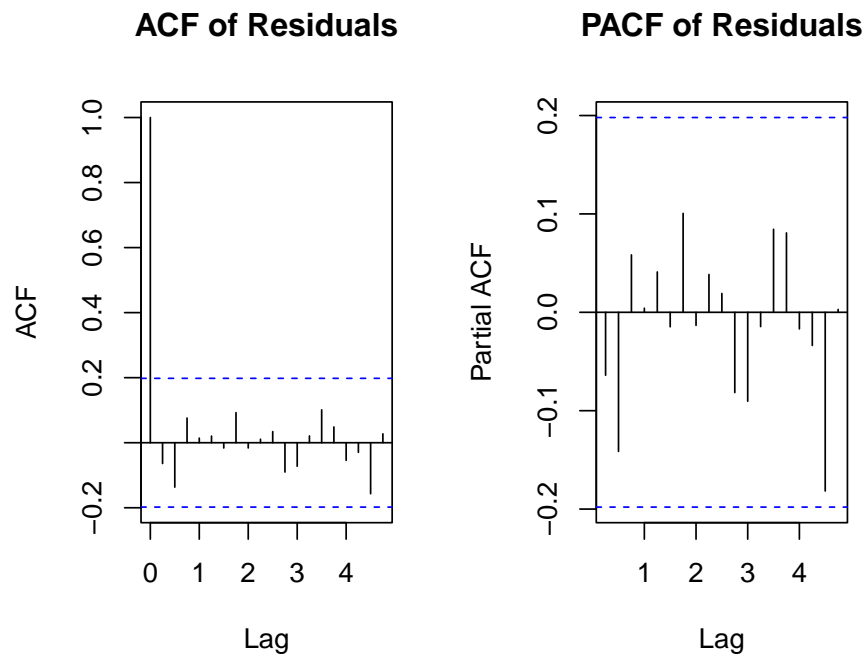 ACF of Residuals
ACF
1.0
0.8
0.6
0.4
0.2
−0.2
0 1 2 3 4
Lag
PACF of Residuals
Partial ACF
0.2
0.1
0.0
−0.1
−0.2
1 2 3 4
Lag